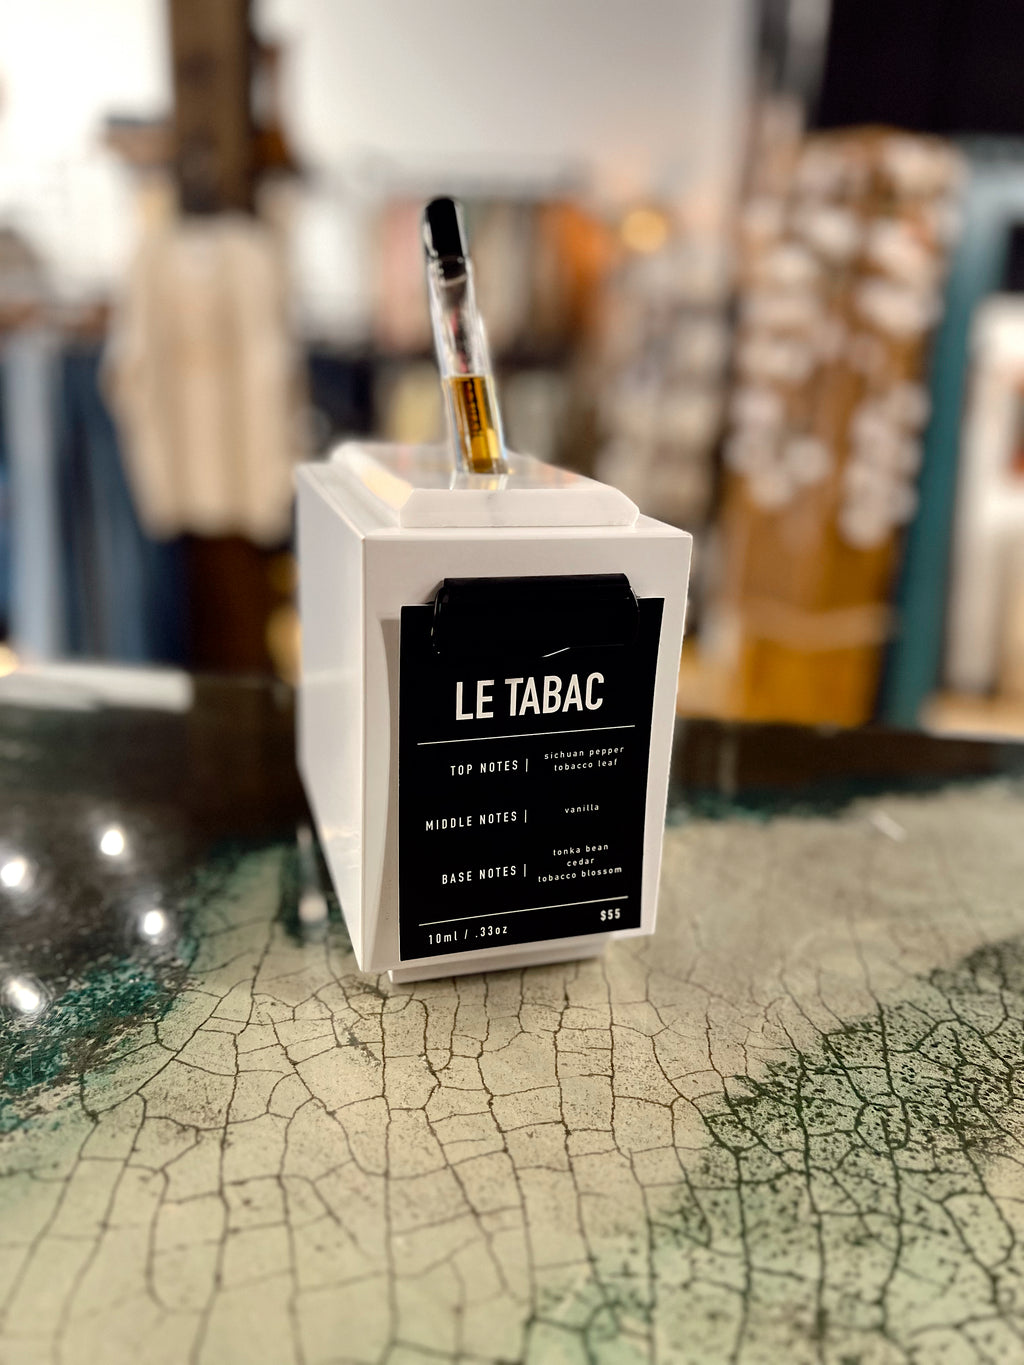 LE TABAC
TOP NOTES | sichuan pepper
tobacco leaf
MIDDLE NOTES | vanilla
BASE NOTES | tonka bean
cedar
tobacco blossom
$55
10ml / .33oz